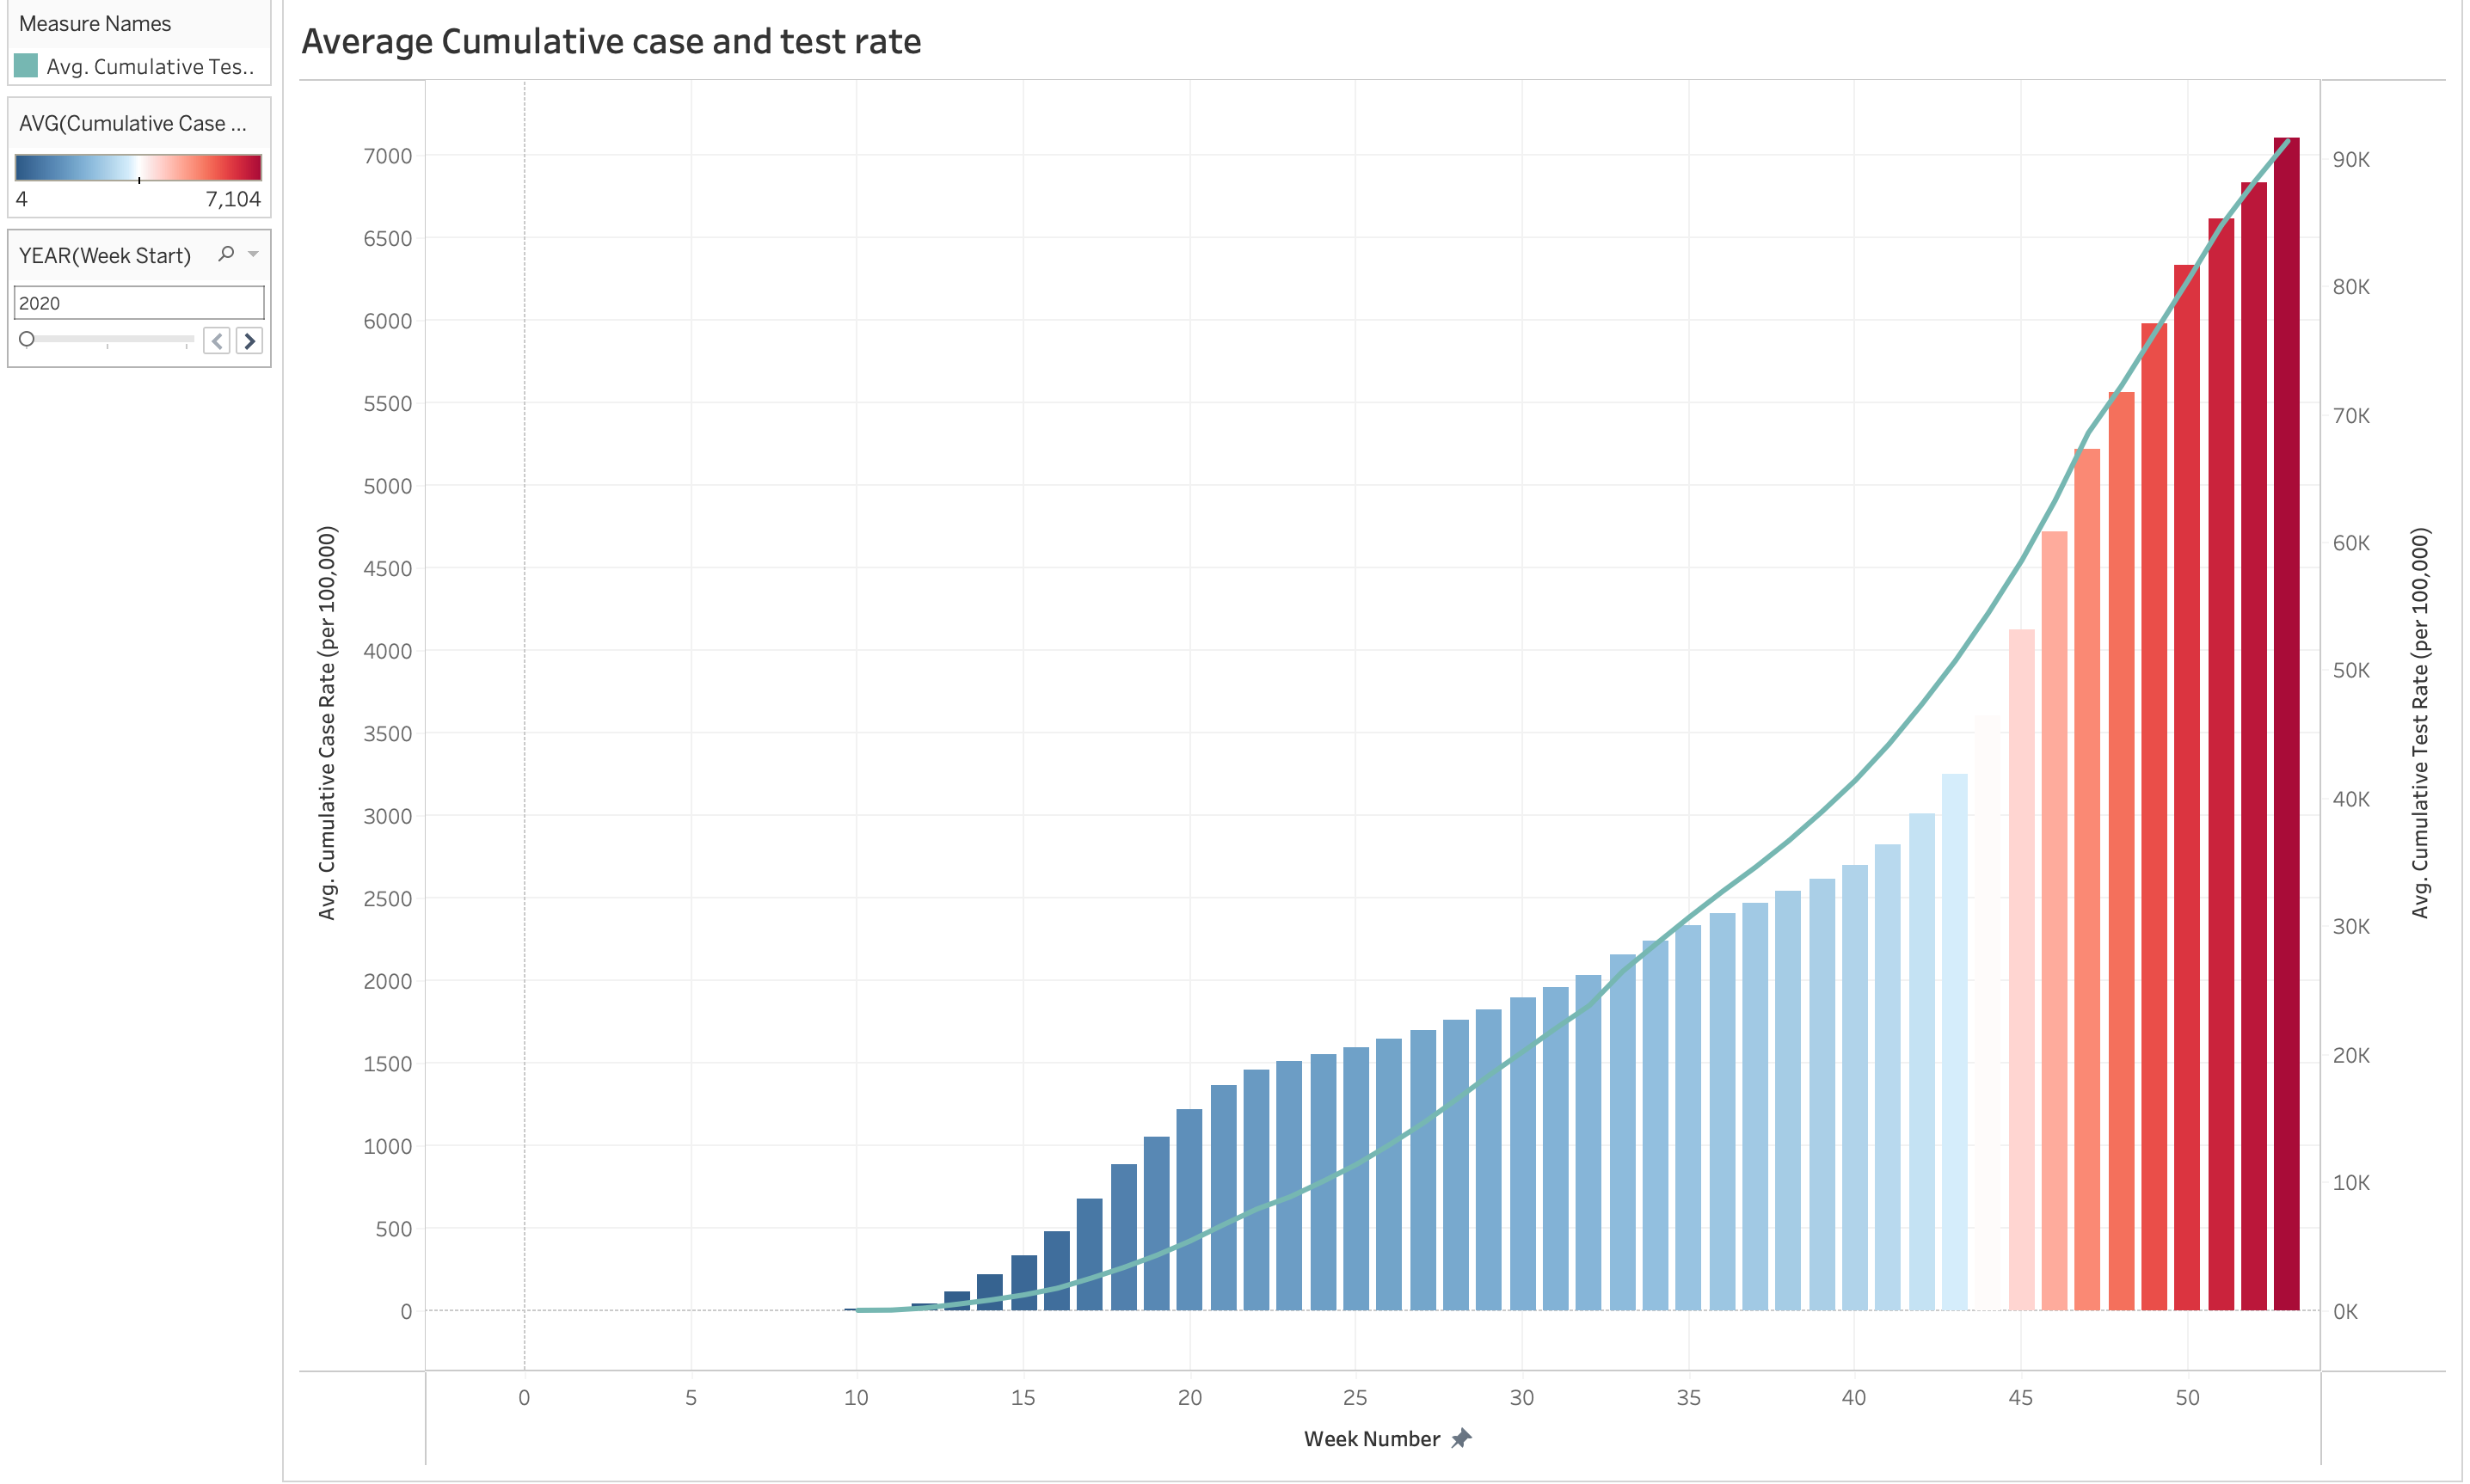 Measure Names
Avg. Cumulative Tes..
AVG(Cumulative Case ...
4 7,104
YEAR(Week Start)
2020
Average Cumulative case and test rate
Avg. Cumulative Case Rate (per 100,000)
7000
6500
6000
5500
5000
4500
4000
3500
3000
2500
2000
1500
1000
500
0
90K
80K
70K
60K
50K
40K
30K
20K
10K
0K
Avg. Cumulative Test Rate (per 100,000)
0 5 10 15 20 25 30 35 40 45 50
Week Number